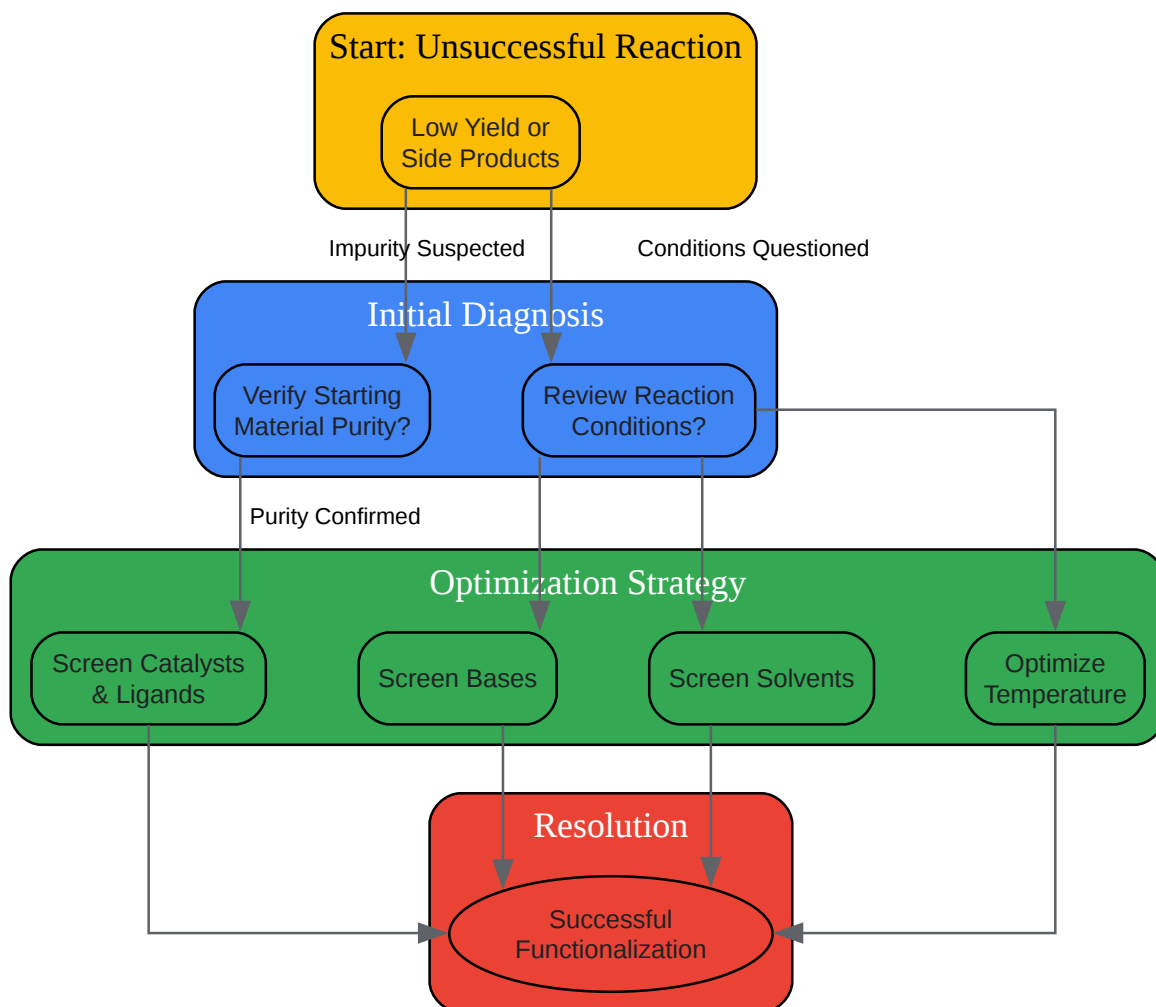 Start: Unsuccessful Reaction
Low Yield or
Side Products
Impurity Suspected
Conditions Questioned
Initial Diagnosis
Verify Starting
Material Purity?
Review Reaction
Conditions?
Purity Confirmed
Optimization Strategy
Screen Catalysts
& Ligands
Screen Bases
Screen Solvents
Optimize
Temperature
Resolution
Successful
Functionalization